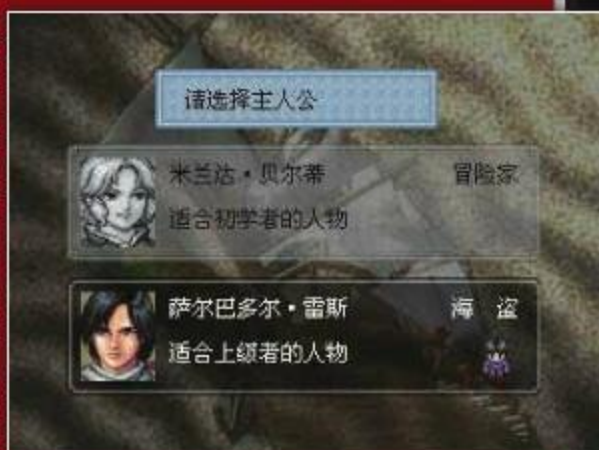 请选择主人公
米兰达·贝尔蒂 冒险家
适合初学者的人物
萨尔巴多尔·雷斯 海 盗
适合上级者的人物